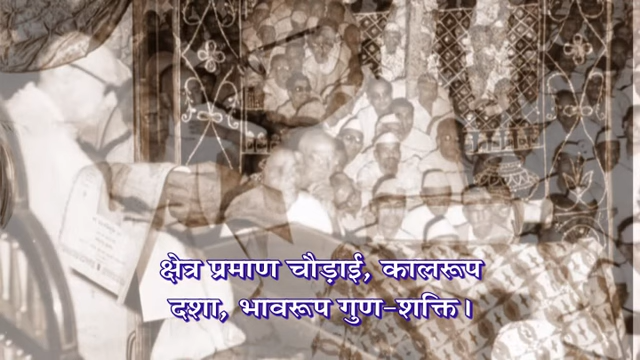 क्षेत्र प्रमाण चौड़ाई, कालरूप
दशा, भावरूप गुण-शक्ति।